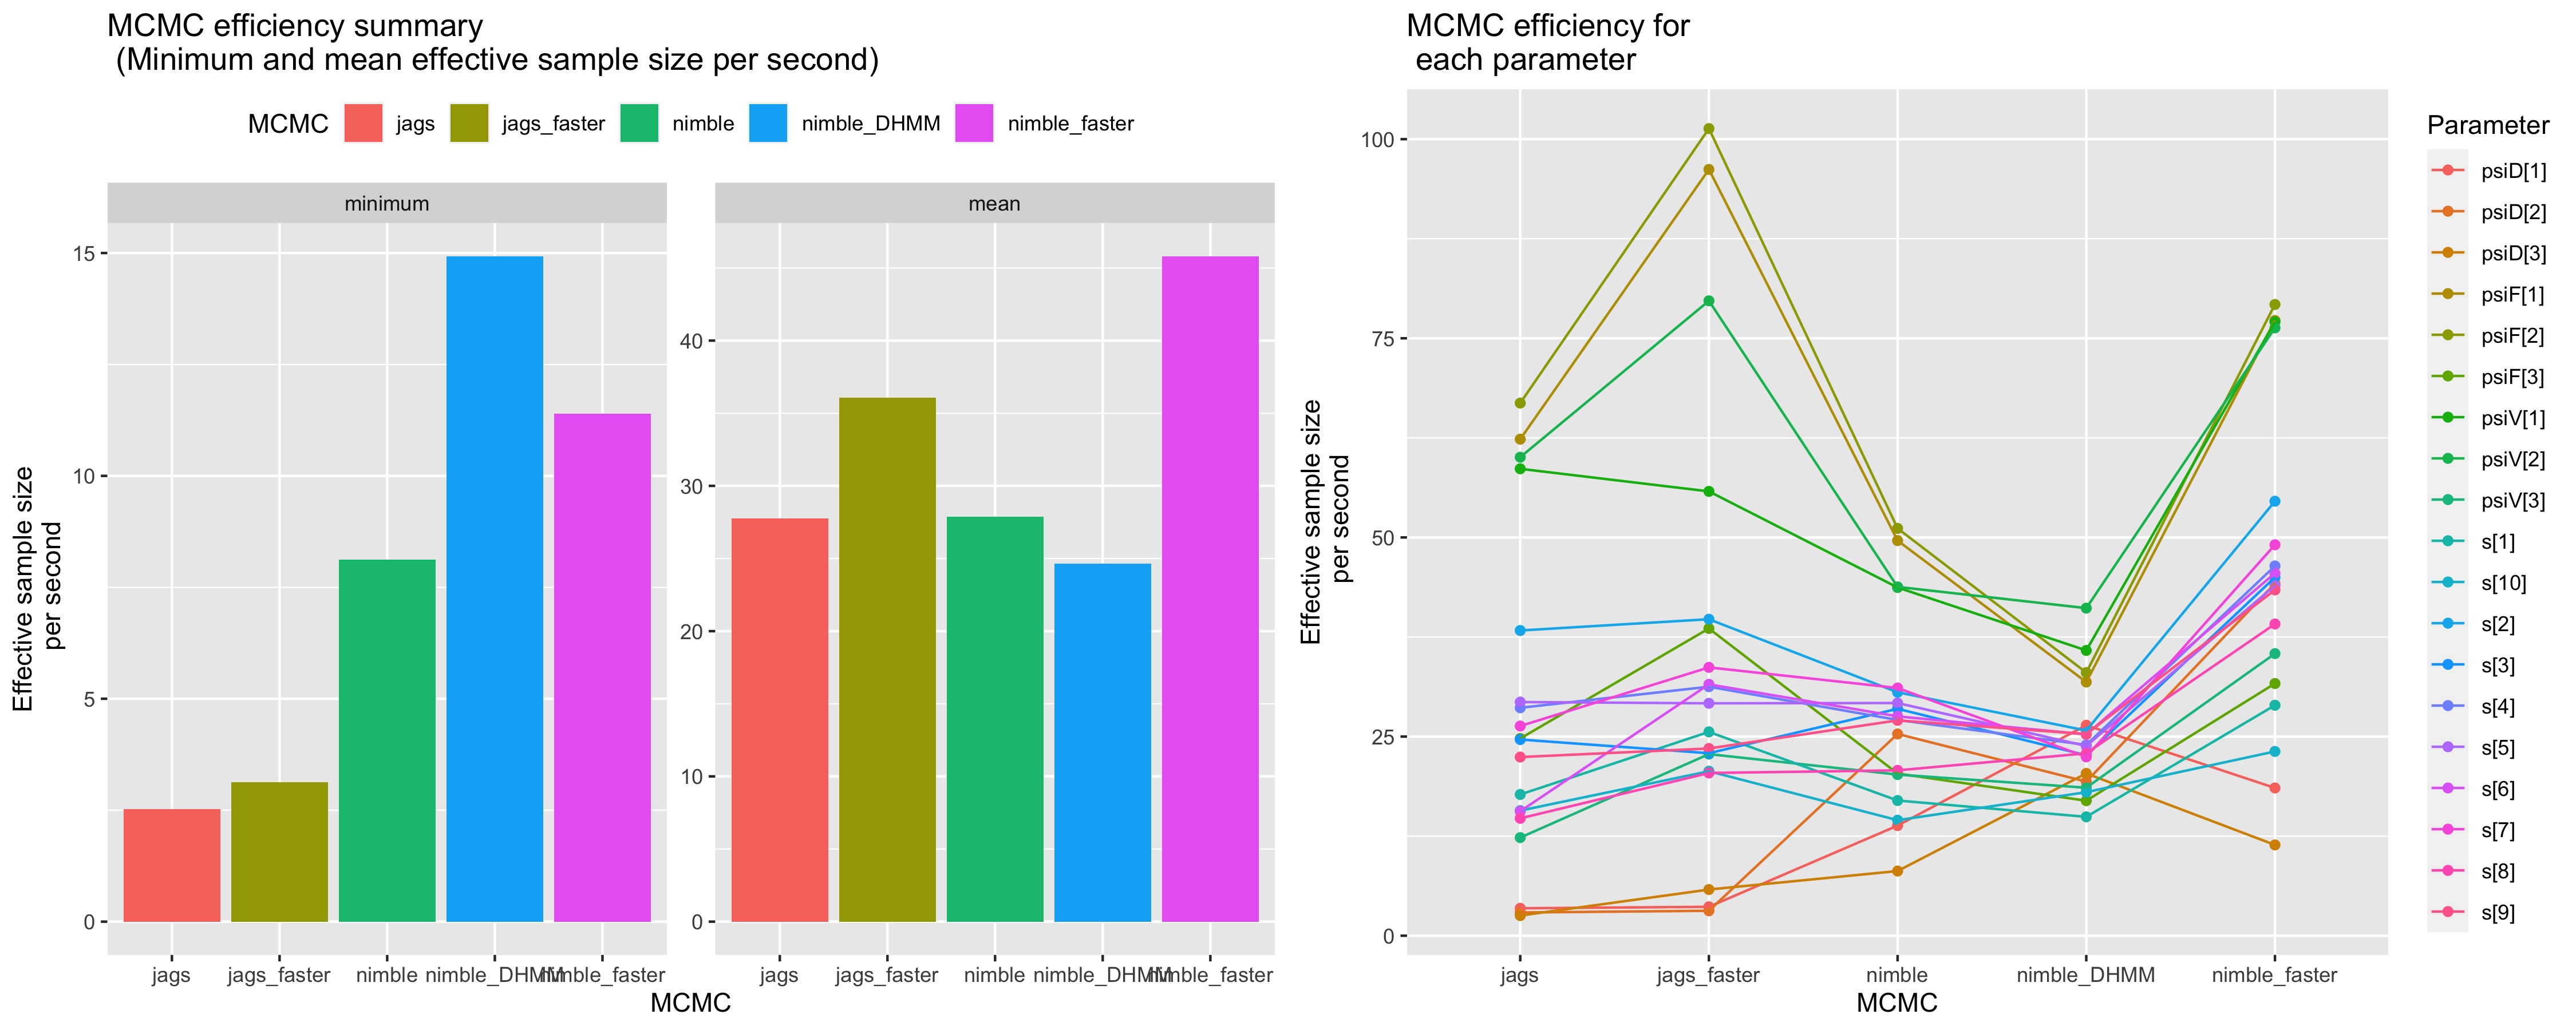 MCMC efficiency summary
(Minimum and mean effective sample size per second)
MCMC
jags
jags_faster
nimble
nimble_DHMM
nimble_faster
minimum
mean
Effective sample size
per second
15
10
5
0
40
30
20
10
0
jags
jags_faster
nimble
nimble_DHMM
nimble_faster
jags
jags_faster
nimble
nimble_DHMM
nimble_faster
MCMC
MCMC efficiency for
each parameter
Effective sample size
per second
100
75
50
25
0
jags
jags_faster
nimble
nimble_DHMM
nimble_faster
MCMC
Parameter
psiD[1]
psiD[2]
psiD[3]
psiF[1]
psiF[2]
psiF[3]
psiV[1]
psiV[2]
psiV[3]
s[1]
s[10]
s[2]
s[3]
s[4]
s[5]
s[6]
s[7]
s[8]
s[9]